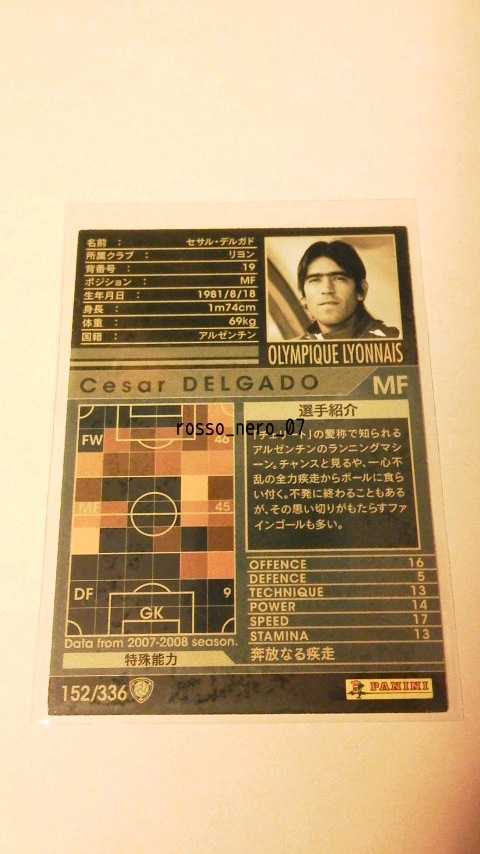 名前 : セサル・デルガド
所属クラブ : リヨン
背番号 : 19
ポジション : MF
生年月日 : 1981/8/18
身長 : 1m74cm
体重 : 69kg
国籍 : アルゼンチン
OLYMPIQUE LYONNAIS
Cesar DELGADO MF
rosso_nero_07
FW 46
MF 45
DF 9
GK
Data from 2007-2008 season.
特殊能力
選手紹介
「チェリート」の愛称で知られる
アルゼンチンのランニングマシ
ーン。チャンスと見るや、一心不
乱の全力疾走からボールに食ら
い付く。不発に終わることもある
が、その思い切りがもたらすファ
インゴールも多い。
OFFENCE 16
DEFENCE 5
TECHNIQUE 13
POWER 14
SPEED 17
STAMINA 13
奔放なる疾走
152/336
PANINI